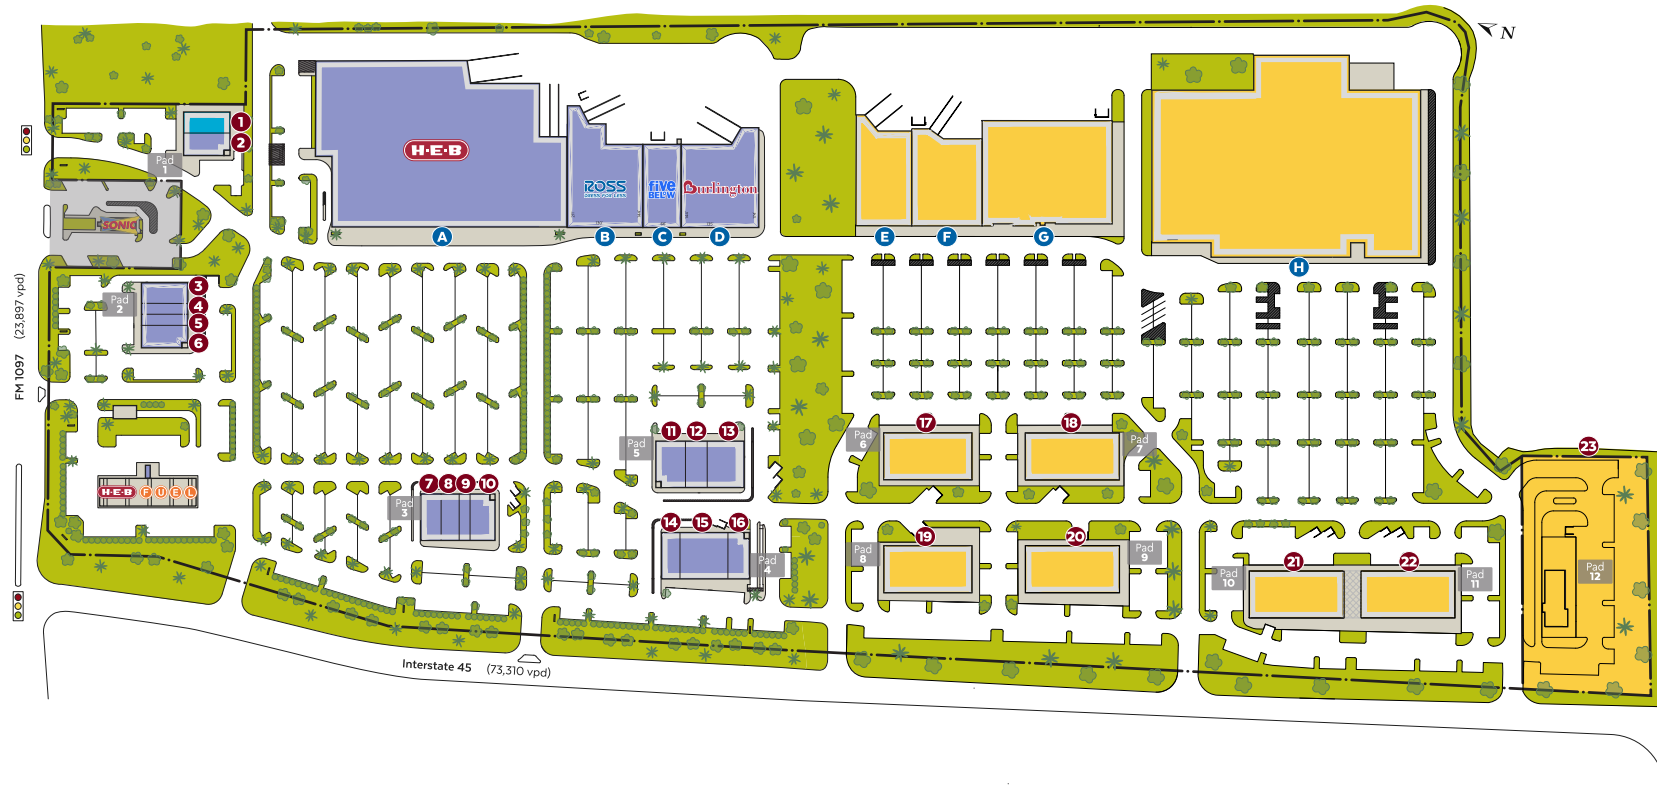 N
1
2
Pad
1
H-E-B
ROSS
DRESS FOR LESS
five
BELOW
Burlington
SONIC
A
B
C
D
E
F
G
H
Pad
2
3
4
5
6
FM 1097 (23,897 vpd)
H-E-B
FUEL
Pad
3
7
8
9
10
Pad
5
11
12
13
14
15
16
Pad
4
Pad
6
17
18
Pad
7
Pad
8
19
20
Pad
9
Pad
10
21
22
Pad
11
23
Pad
12
Interstate 45 (73,310 vpd)